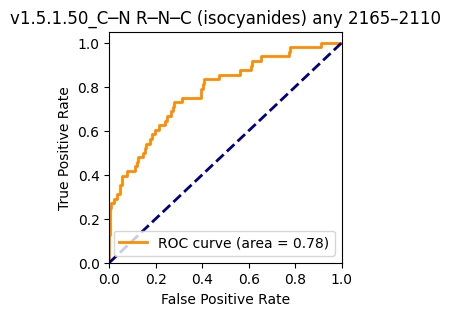 v1.5.1.50_C─N R─N─C (isocyanides) any 2165–2110
1.0
0.8
0.6
0.4
0.2
0.0
True Positive Rate
ROC curve (area = 0.78)
0.0 0.2 0.4 0.6 0.8 1.0
False Positive Rate